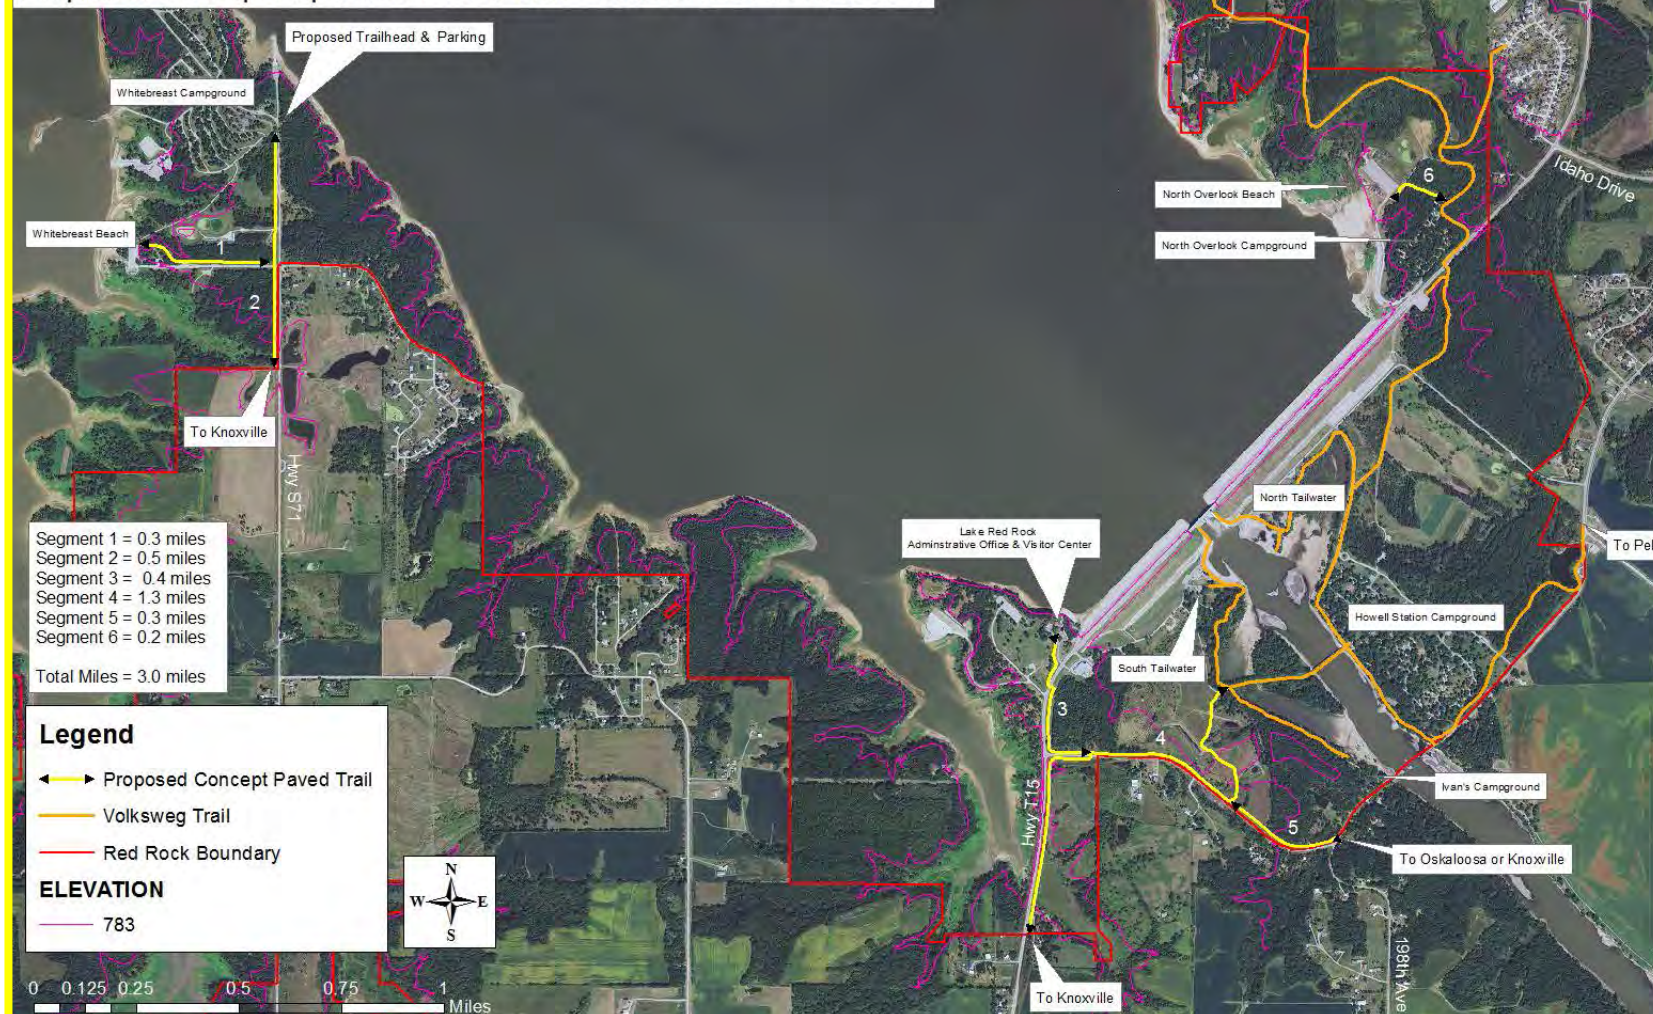 Proposed Trailhead & Parking
Whitebreast Campground
Whitebreast Beach
1
2
To Knoxville
Hwy S71
6
Idaho Drive
North Overlook Beach
North Overlook Campground
North Tailwater
To Pel
Lake Red Rock
Adminstrative Office & Visitor Center
Howell Station Campground
South Tailwater
3
4
Hwy T15
Ivan's Campground
5
To Oskaloosa or Knoxville
198th Ave
To Knoxville
Segment 1 = 0.3 miles
Segment 2 = 0.5 miles
Segment 3 = 0.4 miles
Segment 4 = 1.3 miles
Segment 5 = 0.3 miles
Segment 6 = 0.2 miles
Total Miles = 3.0 miles
Legend
Proposed Concept Paved Trail
Volksweg Trail
Red Rock Boundary
ELEVATION
783
N
W E
S
0 0.125 0.25 0.5 0.75 1
Miles